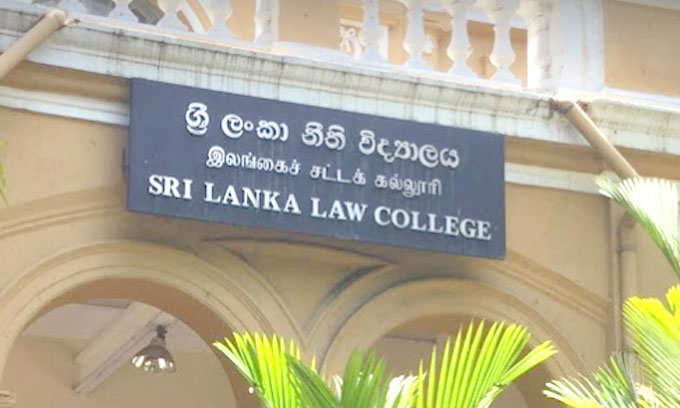 ශ්‍රී ලංකා නීති විද්‍යාලය
இலங்கைச் சட்டக் கல்லூரி
SRI LANKA LAW COLLEGE